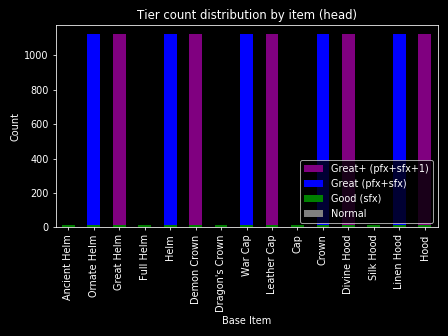 Tier count distribution by item (head)
Count
1000
800
600
400
200
0
Great+ (pfx+sfx+1)
Great (pfx+sfx)
Good (sfx)
Normal
Ancient Helm
Ornate Helm
Great Helm
Full Helm
Helm
Demon Crown
Dragon's Crown
War Cap
Leather Cap
Cap
Crown
Divine Hood
Silk Hood
Linen Hood
Hood
Base Item